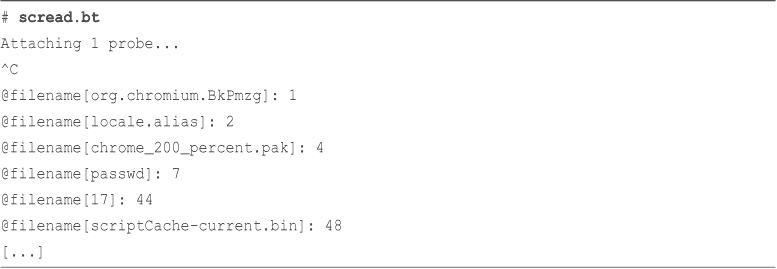 # scread.bt
Attaching 1 probe...
^C
@filename[org.chromium.BkPmzg]: 1
@filename[locale.alias]: 2
@filename[chrome_200_percent.pak]: 4
@filename[passwd]: 7
@filename[17]: 44
@filename[scriptCache-current.bin]: 48
[...]